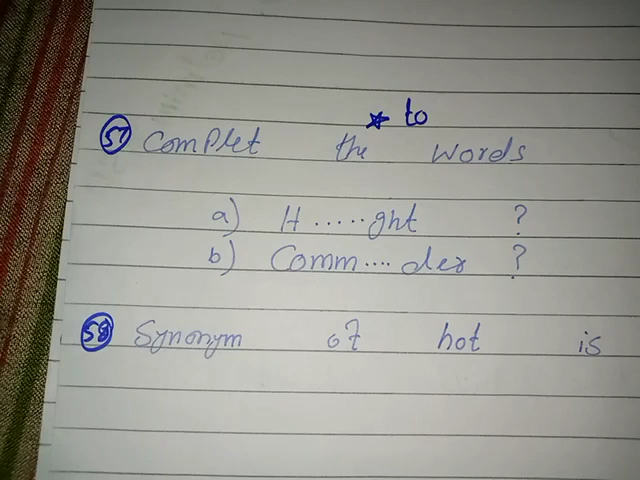 ★ to
57 Complet the words
a) H.....ght ?
b) Comm....der ?
58 Synonym of hot is